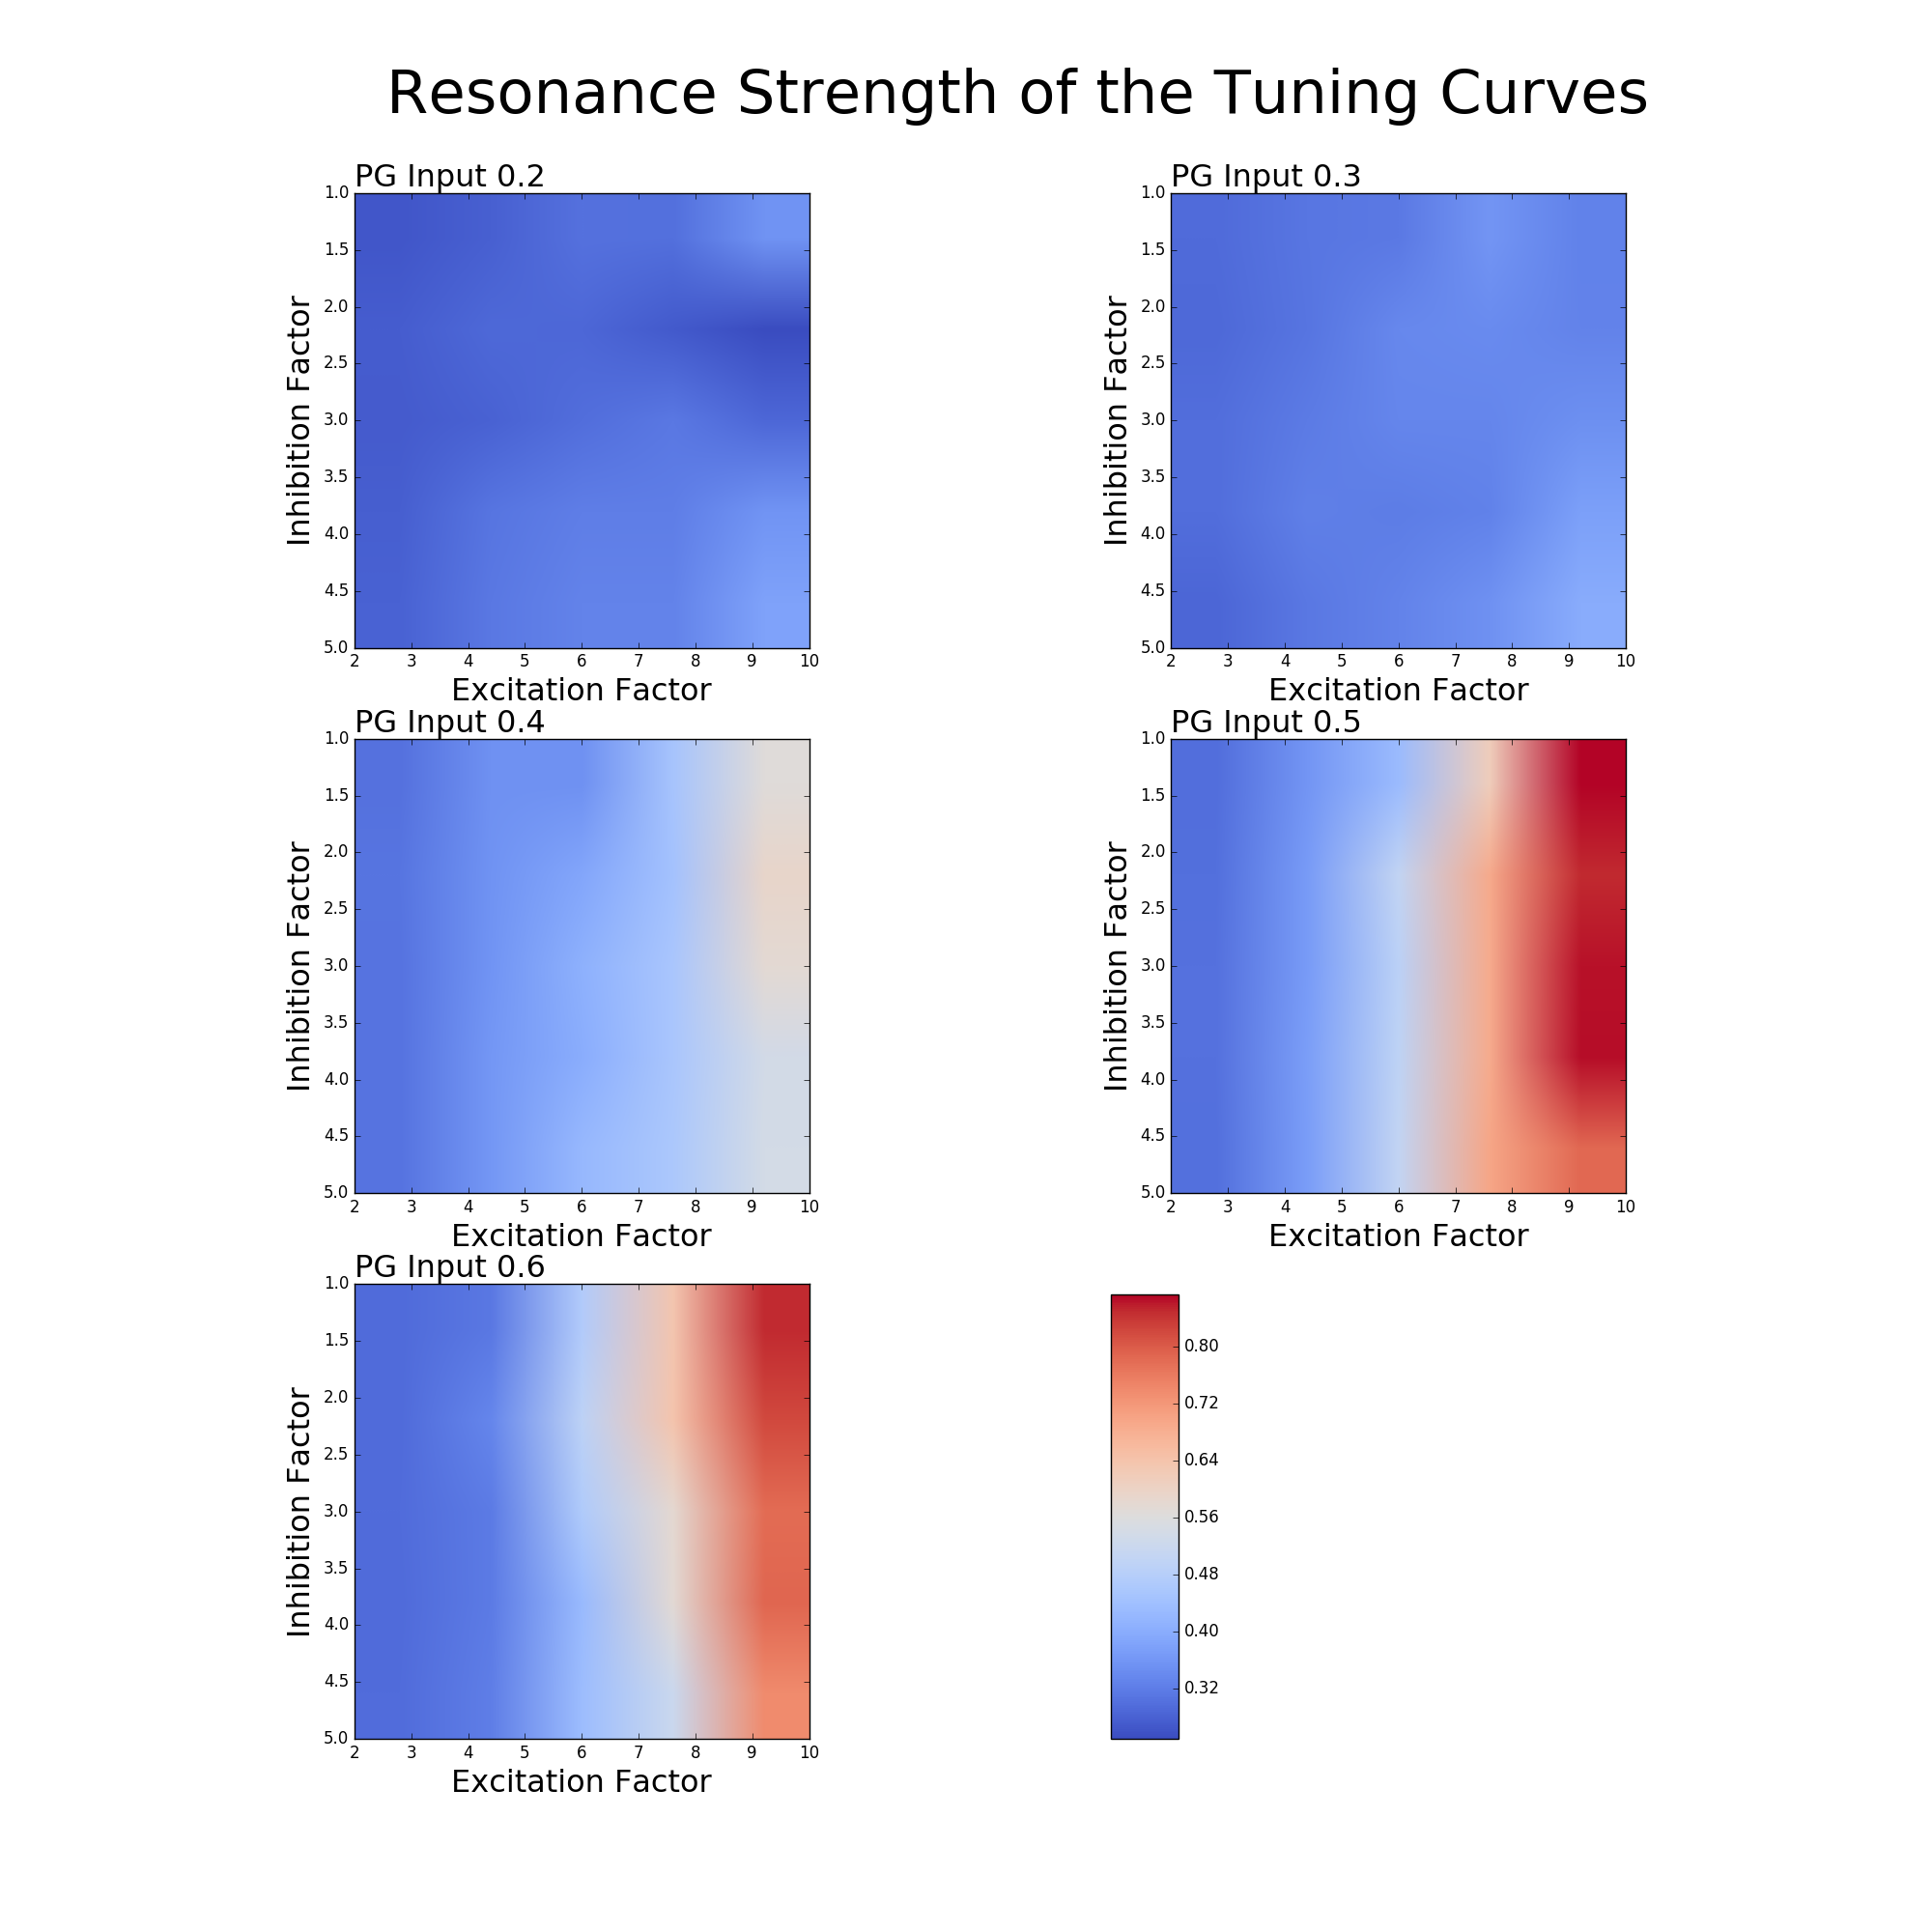 Resonance Strength of the Tuning Curves
PG Input 0.2
1.0
1.5
2.0
2.5
3.0
3.5
4.0
4.5
5.0
Inhibition Factor
2 3 4 5 6 7 8 9 10
Excitation Factor
PG Input 0.3
1.0
1.5
2.0
2.5
3.0
3.5
4.0
4.5
5.0
Inhibition Factor
2 3 4 5 6 7 8 9 10
Excitation Factor
PG Input 0.4
1.0
1.5
2.0
2.5
3.0
3.5
4.0
4.5
5.0
Inhibition Factor
2 3 4 5 6 7 8 9 10
Excitation Factor
PG Input 0.5
1.0
1.5
2.0
2.5
3.0
3.5
4.0
4.5
5.0
Inhibition Factor
2 3 4 5 6 7 8 9 10
Excitation Factor
PG Input 0.6
1.0
1.5
2.0
2.5
3.0
3.5
4.0
4.5
5.0
Inhibition Factor
2 3 4 5 6 7 8 9 10
Excitation Factor
0.80
0.72
0.64
0.56
0.48
0.40
0.32